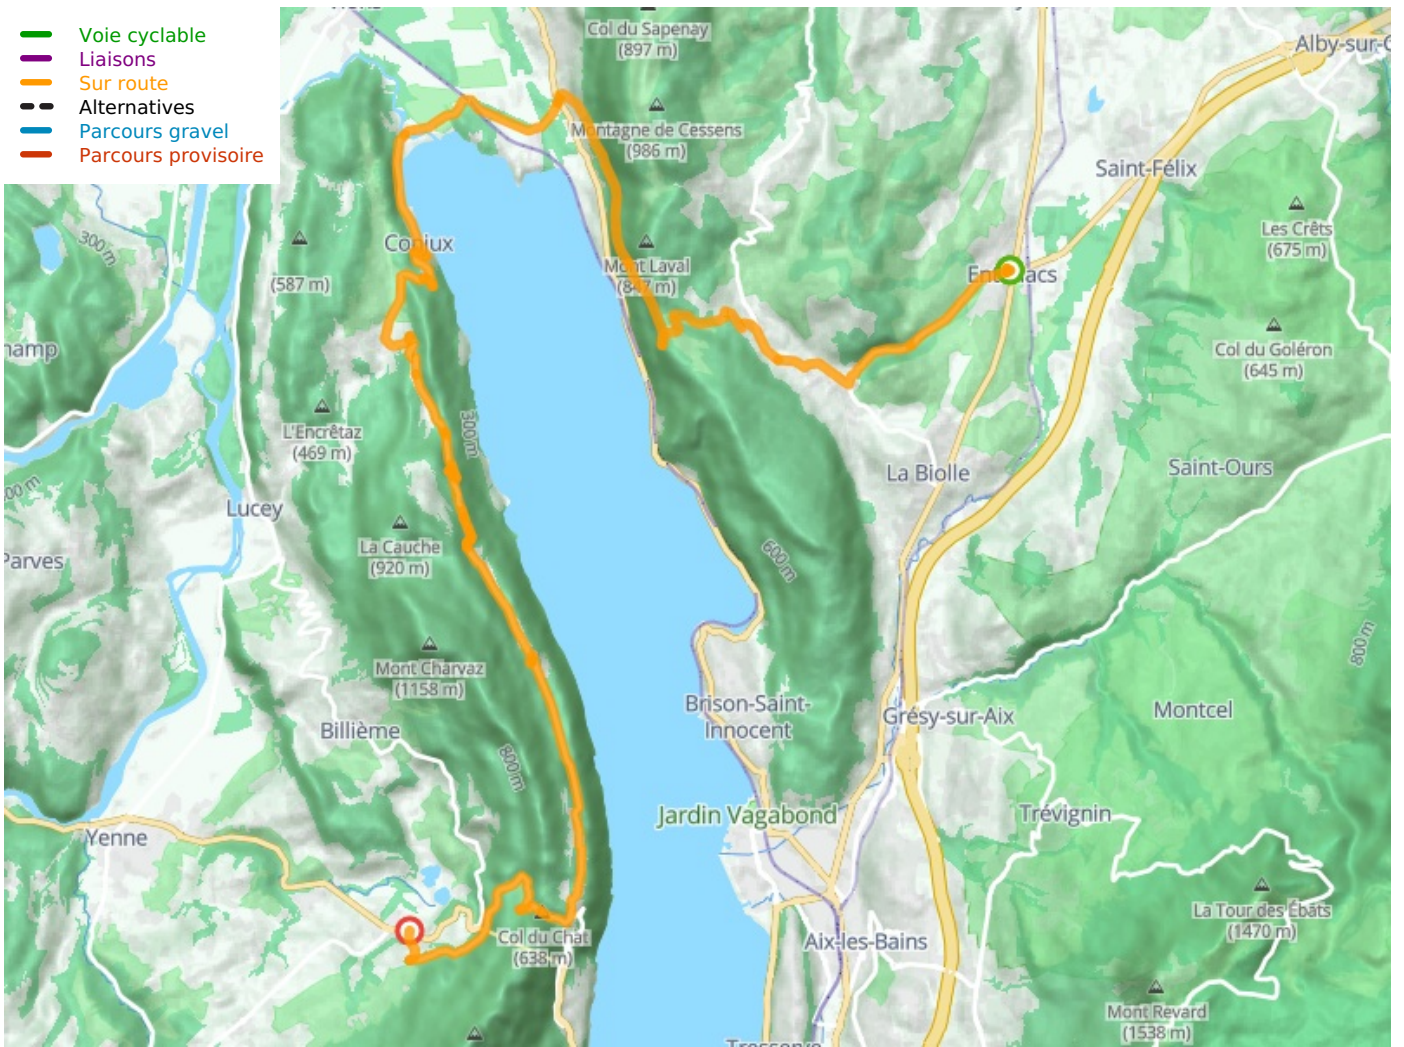 Voie cyclable
Liaisons
Sur route
Alternatives
Parcours gravel
Parcours provisoire
Col du Sapenay
(897 m)
Alby-sur-C
Montagne de Cessens
(986 m)
Saint-Félix
Les Crêts
(675 m)
300 m
Conjux
(587 m)
Mont Laval
(847 m)
Col du Goléron
(645 m)
hamp
L'Encrêtaz
(469 m)
300 m
La Biolle
Saint-Ours
00 m
Lucey
La Cauche
(920 m)
Parves
600 m
800 m
Mont Charvaz
(1158 m)
Brison-Saint-
Innocent
Grésy-sur-Aix
Montcel
Billième
800 m
Jardin Vagabond
Trévignin
Yenne
La Tour des Ébats
(1470 m)
Col du Chat
(638 m)
Aix-les-Bains
Mont Revard
(1538 m)